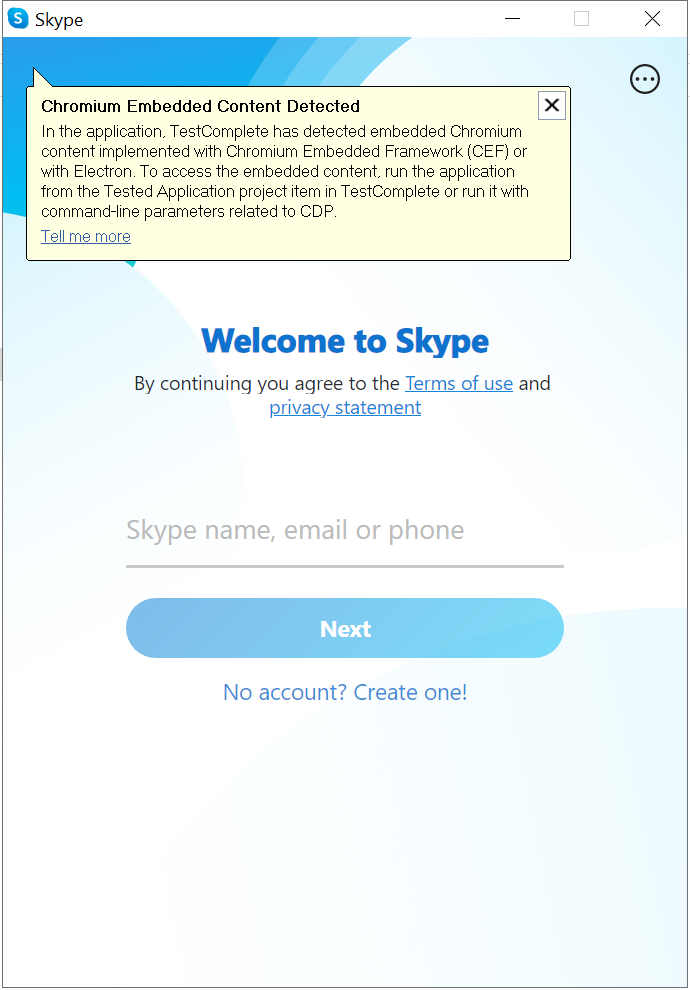 Skype
Chromium Embedded Content Detected
In the application, TestComplete has detected embedded Chromium
content implemented with Chromium Embedded Framework (CEF) or
with Electron. To access the embedded content, run the application
from the Tested Application project item in TestComplete or run it with
command-line parameters related to CDP.
Tell me more
Welcome to Skype
By continuing you agree to the Terms of use and
privacy statement
Skype name, email or phone
Next
No account? Create one!